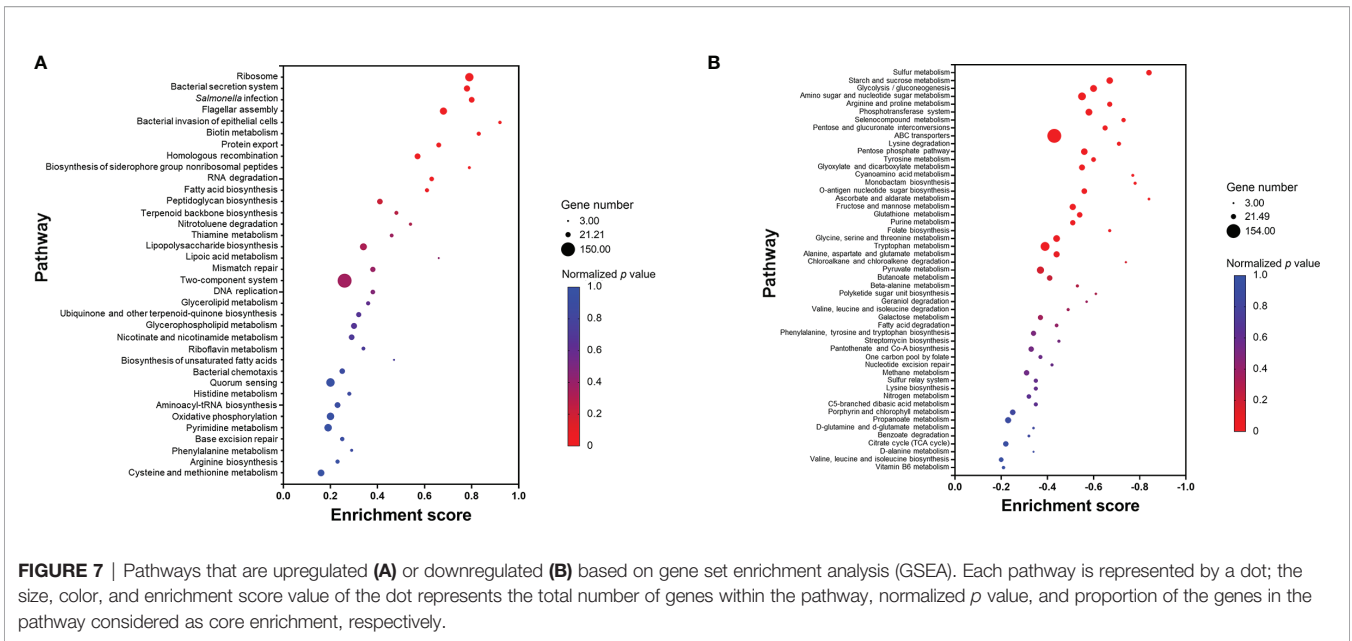 A
Pathway
Ribosome
Bacterial secretion system
Salmonella infection
Flagellar assembly
Bacterial invasion of epithelial cells
Biotin metabolism
Protein export
Homologous recombination
Biosynthesis of siderophore group nonribosomal peptides
RNA degradation
Fatty acid biosynthesis
Peptidoglycan biosynthesis
Terpenoid backbone biosynthesis
Nitrotoluene degradation
Thiamine metabolism
Lipopolysaccharide biosynthesis
Lipoic acid metabolism
Mismatch repair
Two-component system
DNA replication
Glycerolipid metabolism
Ubiquinone and other terpenoid-quinone biosynthesis
Glycerophospholipid metabolism
Nicotinate and nicotinamide metabolism
Riboflavin metabolism
Biosynthesis of unsaturated fatty acids
Bacterial chemotaxis
Quorum sensing
Histidine metabolism
Aminoacyl-tRNA biosynthesis
Oxidative phosphorylation
Pyrimidine metabolism
Base excision repair
Phenylalanine metabolism
Arginine biosynthesis
Cysteine and methionine metabolism
0.0 0.2 0.4 0.6 0.8 1.0
Enrichment score
Gene number
3.00
21.21
150.00
Normalized p value
1.0
0.8
0.6
0.4
0.2
0
B
Pathway
Sulfur metabolism
Starch and sucrose metabolism
Glycolysis / gluconeogenesis
Amino sugar and nucleotide sugar metabolism
Arginine and proline metabolism
Phosphotransferase system
Selenocompound metabolism
Pentose and glucuronate interconversions
ABC transporters
Lysine degradation
Pentose phosphate pathway
Tyrosine metabolism
Glyoxylate and dicarboxylate metabolism
Cyanoamino acid metabolism
Monobactam biosynthesis
O-antigen nucleotide sugar biosynthesis
Ascorbate and aldarate metabolism
Fructose and mannose metabolism
Glutathione metabolism
Purine metabolism
Folate biosynthesis
Glycine, serine and threonine metabolism
Tryptophan metabolism
Alanine, aspartate and glutamate metabolism
Chloroalkane and chloroalkene degradation
Pyruvate metabolism
Butanoate metabolism
Beta-alanine metabolism
Polyketide sugar unit biosynthesis
Geraniol degradation
Valine, leucine and isoleucine degradation
Galactose metabolism
Fatty acid degradation
Phenylalanine, tyrosine and tryptophan biosynthesis
Streptomycin biosynthesis
Pantothenate and Co-A biosynthesis
One carbon pool by folate
Nucleotide excision repair
Methane metabolism
Sulfur relay system
Lysine biosynthesis
Nitrogen metabolism
C5-branched dibasic acid metabolism
Porphyrin and chlorophyll metabolism
Propanoate metabolism
D-glutamine and d-glutamate metabolism
Benzoate degradation
Citrate cycle (TCA cycle)
D-alanine metabolism
Valine, leucine and isoleucine biosynthesis
Vitamin B6 metabolism
0.0 -0.2 -0.4 -0.6 -0.8 -1.0
Enrichment score
Gene number
3.00
21.49
154.00
Normalized p value
1.0
0.8
0.6
0.4
0.2
0
FIGURE 7 | Pathways that are upregulated (A) or downregulated (B) based on gene set enrichment analysis (GSEA). Each pathway is represented by a dot; the
size, color, and enrichment score value of the dot represents the total number of genes within the pathway, normalized p value, and proportion of the genes in the
pathway considered as core enrichment, respectively.